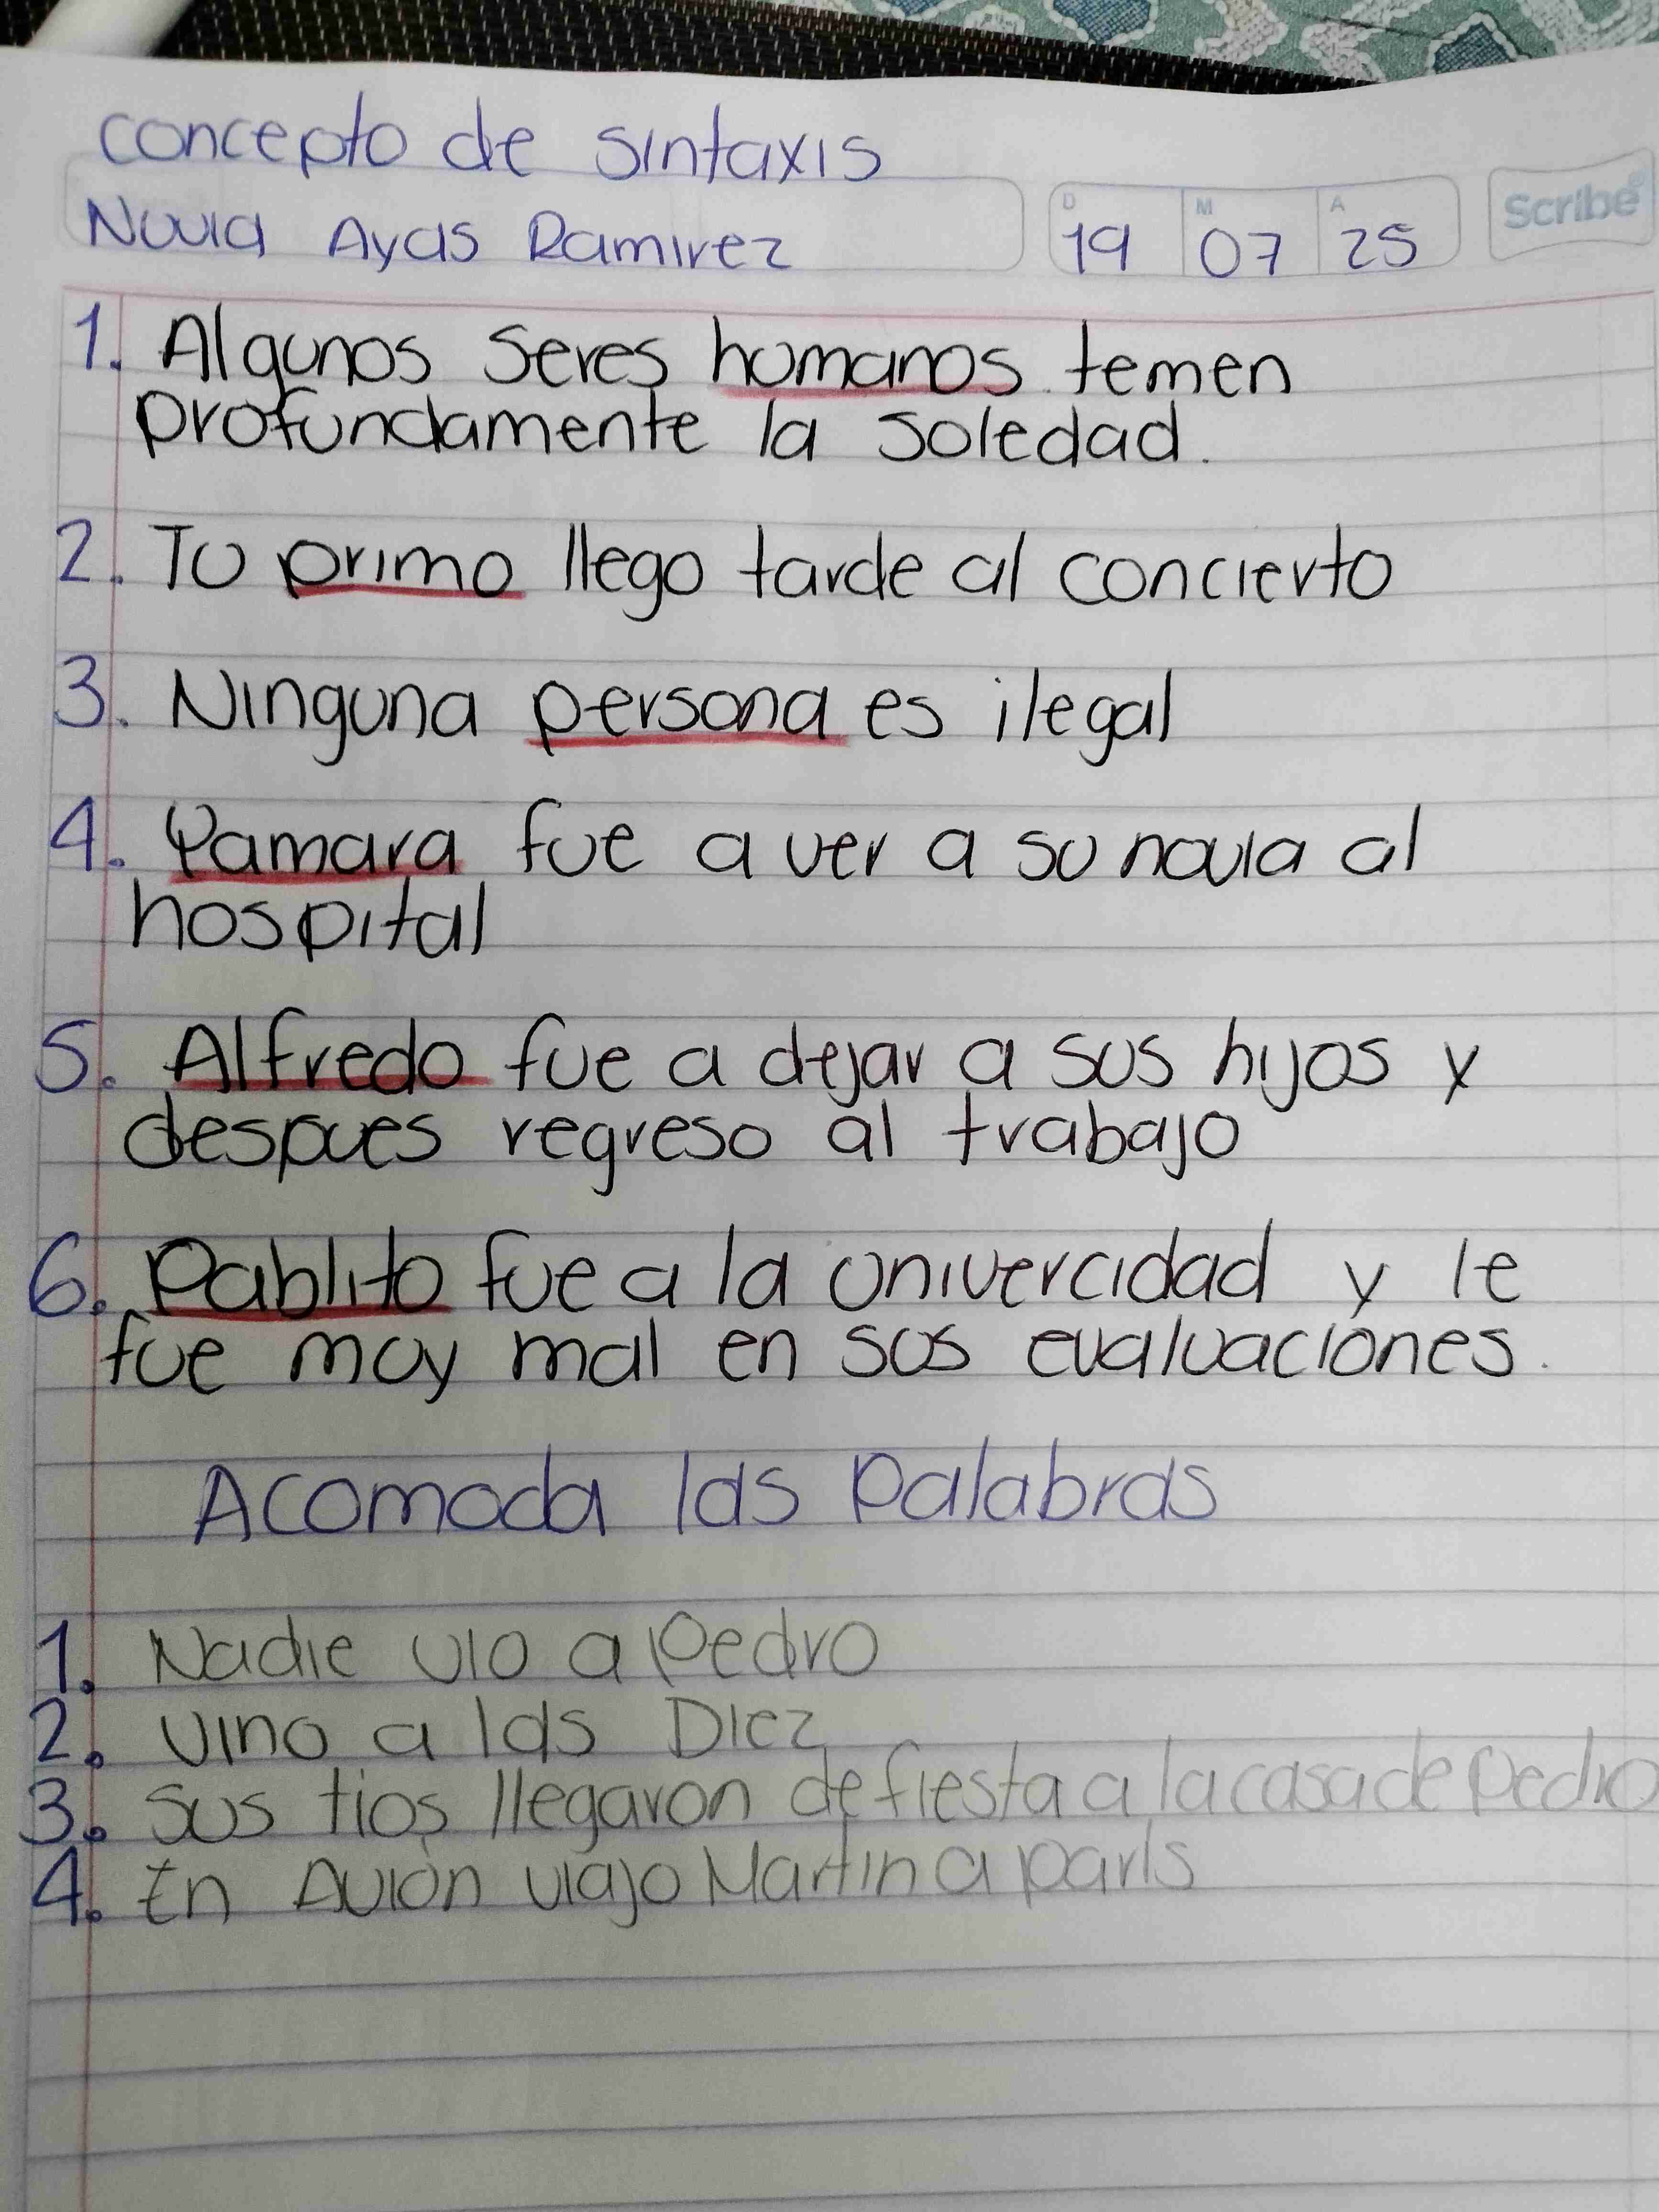 concepto de sintaxis
Nuvia Ayas Ramirez
D M A
19 07 25
Scribe
1. Algunos seres humanos temen
profundamente la soledad.
2. Tu primo llego tarde al concierto
3. Ninguna persona es ilegal
4. Yamara fue a ver a su novia al
hospital
5. Alfredo fue a dejar a sus hijos y
despues regreso al trabajo
6. Pablito fue a la univercidad y le
fue muy mal en sus evaluaciones.
Acomoda las palabras
1. Nadie vio a Pedro
2. vino a las Diez
3. sus tios llegaron de fiesta a la casa de Pedro
4. En Avión viajo Martin a paris